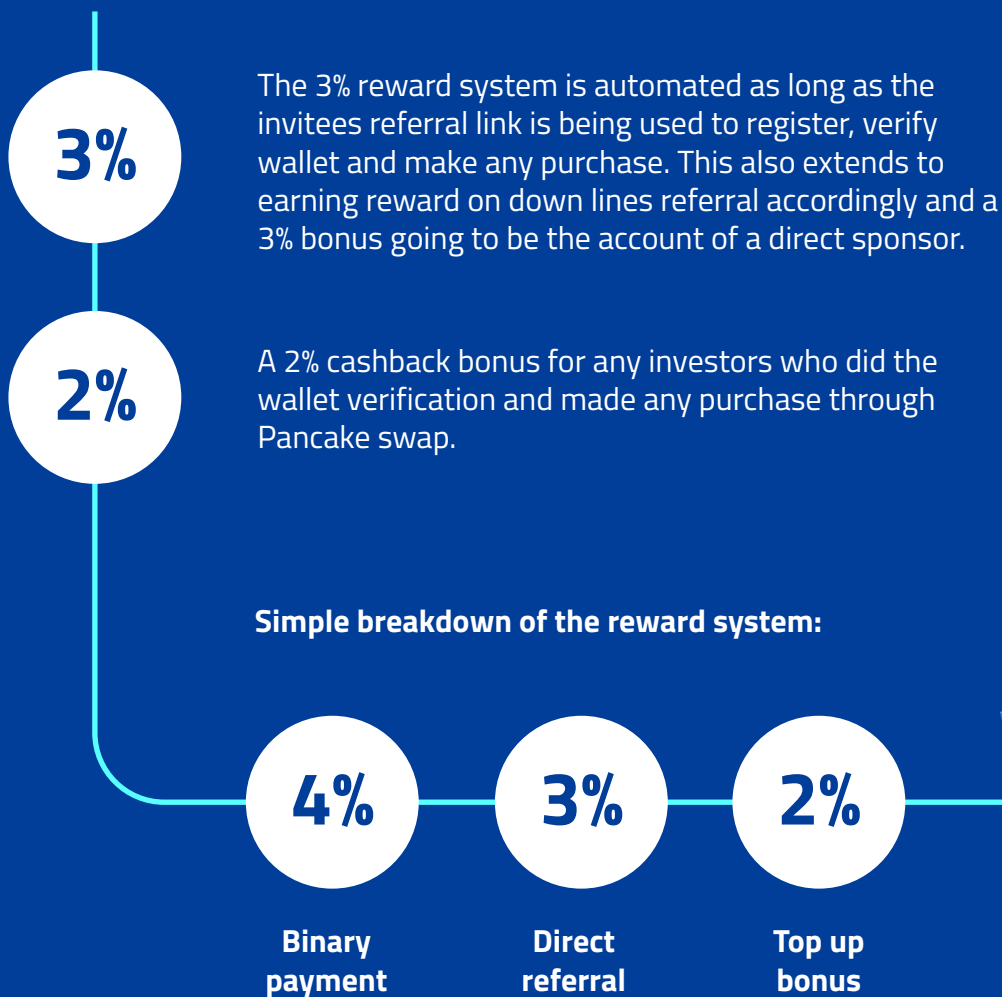 3%
The 3% reward system is automated as long as the
invitees referral link is being used to register, verify
wallet and make any purchase. This also extends to
earning reward on down lines referral accordingly and a
3% bonus going to be the account of a direct sponsor.
2%
A 2% cashback bonus for any investors who did the
wallet verification and made any purchase through
Pancake swap.
Simple breakdown of the reward system:
4% 3% 2%
Binary Direct Top up
payment referral bonus